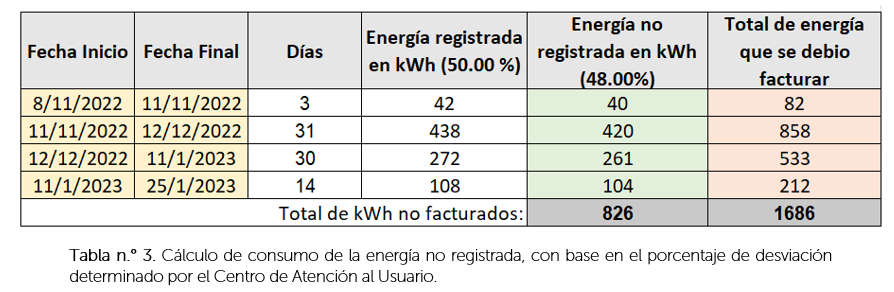 Fecha Inicio Fecha Final Días Energía registrada en kWh (50.00 %) Energía no registrada en kWh (48.00%) Total de energía que se debio facturar
8/11/2022 11/11/2022 3 42 40 82
11/11/2022 12/12/2022 31 438 420 858
12/12/2022 11/1/2023 30 272 261 533
11/1/2023 25/1/2023 14 108 104 212
Total de kWh no facturados: 826 1686
Tabla n.° 3. Cálculo de consumo de la energía no registrada, con base en el porcentaje de desviación
determinado por el Centro de Atención al Usuario.